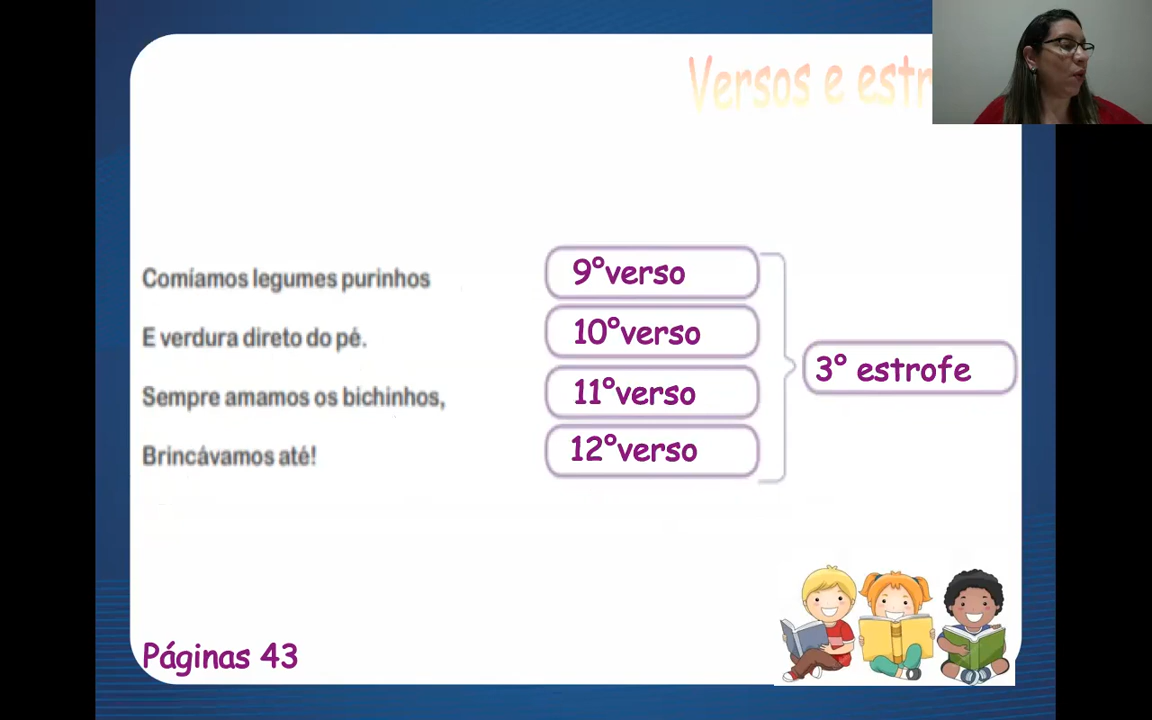 Versos e estr
Comíamos legumes purinhos
9°verso
E verdura direto do pé.
10°verso
3° estrofe
Sempre amamos os bichinhos,
11°verso
Brincávamos até!
12°verso
Páginas 43